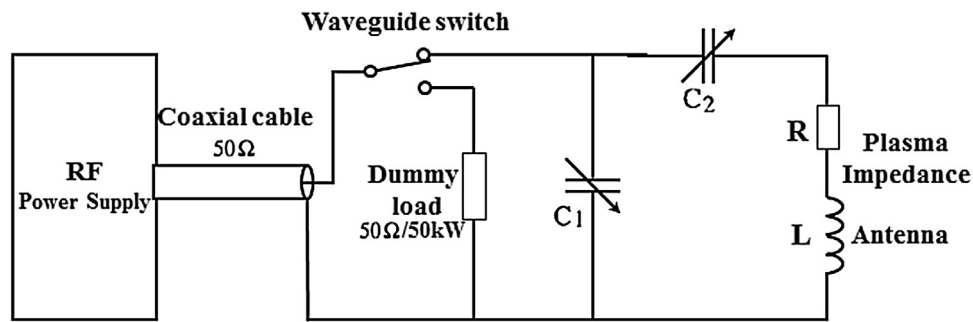 Waveguide switch
Coaxial cable
50Ω
RF
Power Supply
Dummy
load
50Ω/50kW
C1
C2
R
Plasma
Impedance
L
Antenna